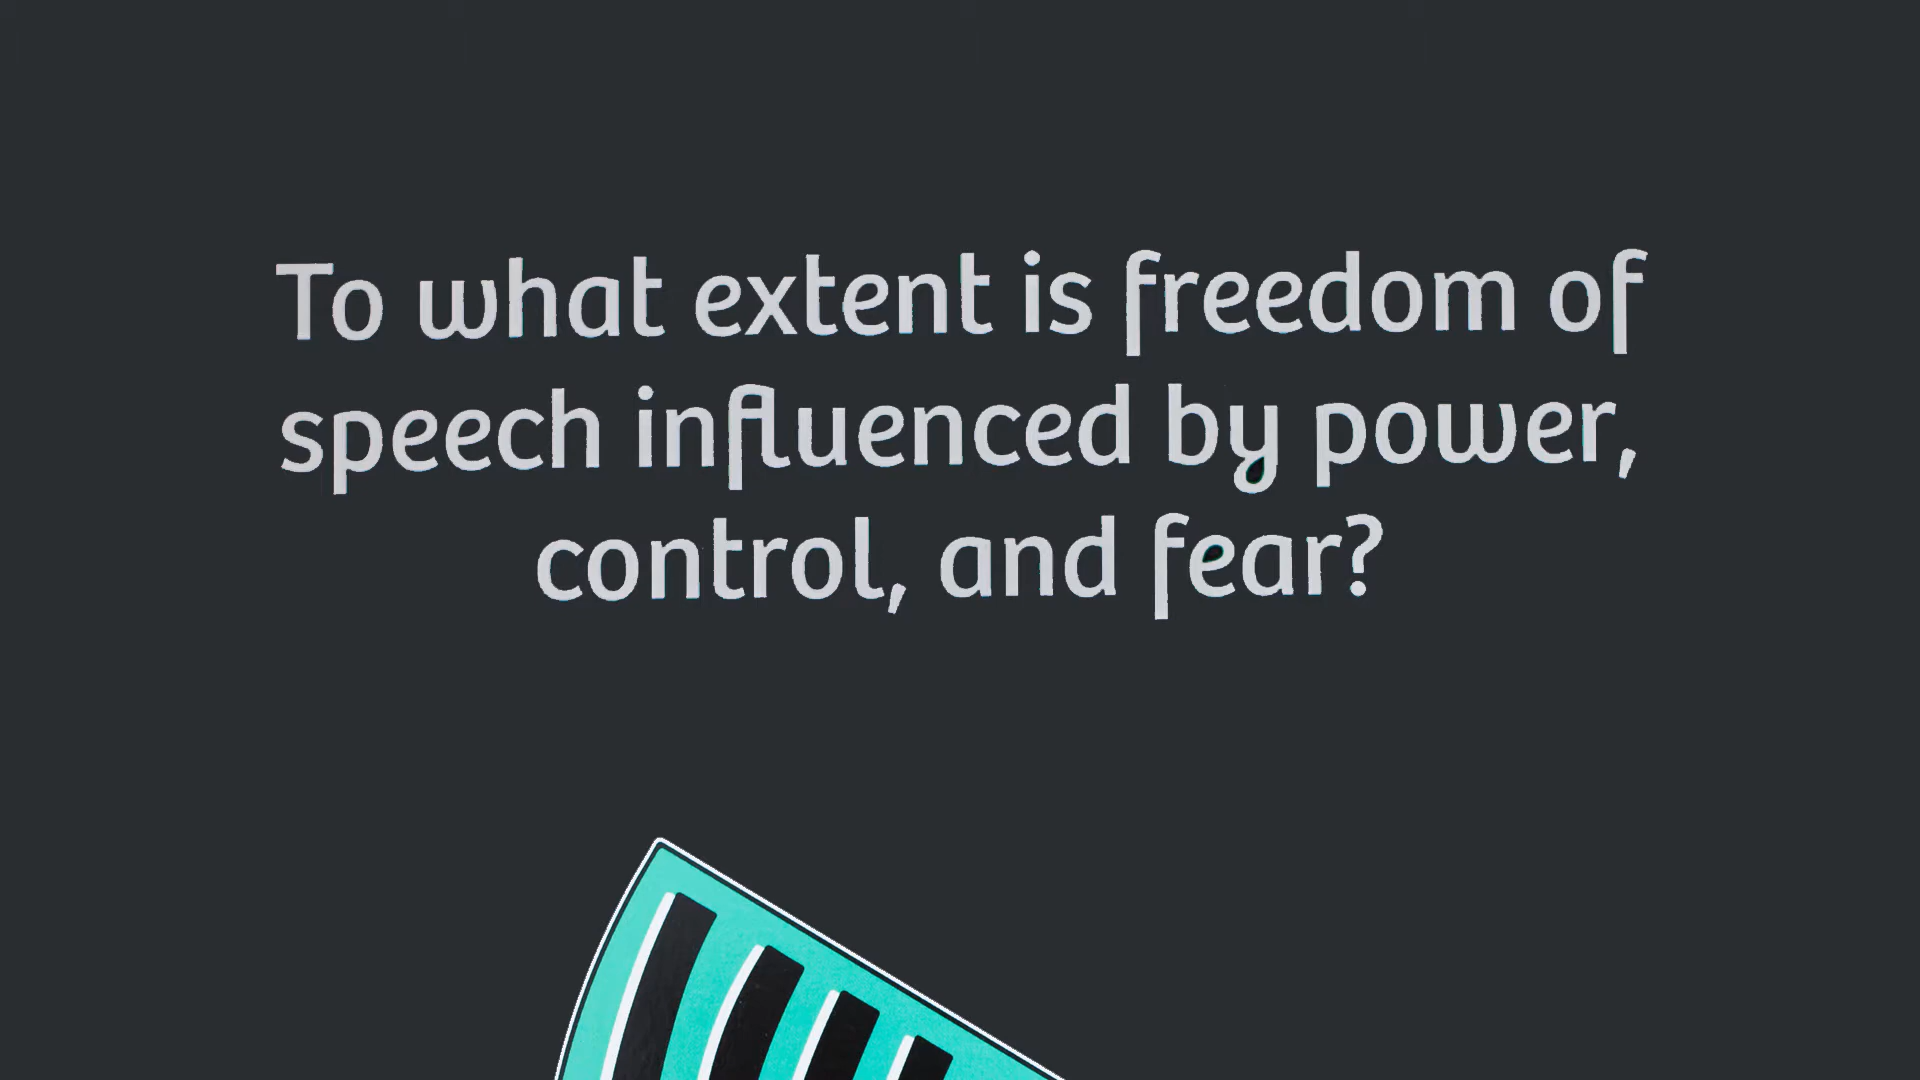 To what extent is freedom of
speech influenced by power,
control, and fear?